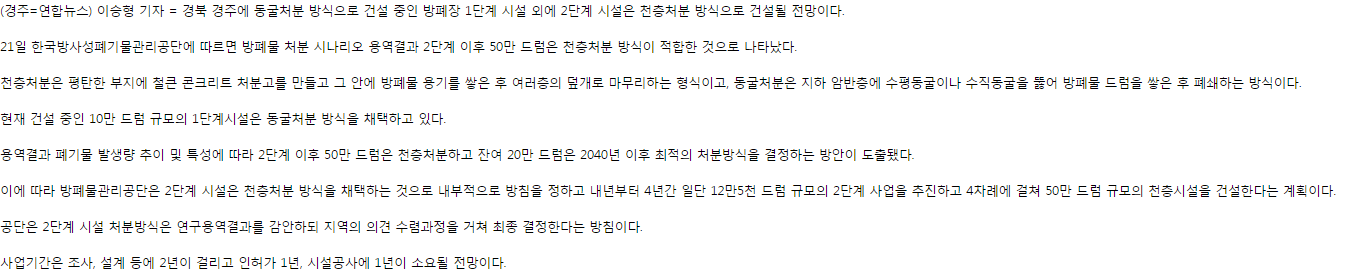 (경주=연합뉴스) 이승형 기자 = 경북 경주에 동굴처분 방식으로 건설 중인 방폐장 1단계 시설 외에 2단계 시설은 천층처분 방식으로 건설될 전망이다.
21일 한국방사성폐기물관리공단에 따르면 방폐물 처분 시나리오 용역결과 2단계 이후 50만 드럼은 천층처분 방식이 적합한 것으로 나타났다.
천층처분은 평탄한 부지에 철큰 콘크리트 처분고를 만들고 그 안에 방폐물 용기를 쌓은 후 여러층의 덮개로 마무리하는 형식이고, 동굴처분은 지하 암반층에 수평동굴이나 수직동굴을 뚫어 방폐물 드럼을 쌓은 후 폐쇄하는 방식이다.
현재 건설 중인 10만 드럼 규모의 1단계시설은 동굴처분 방식을 채택하고 있다.
용역결과 폐기물 발생량 추이 및 특성에 따라 2단계 이후 50만 드럼은 천층처분하고 잔여 20만 드럼은 2040년 이후 최적의 처분방식을 결정하는 방안이 도출됐다.
이에 따라 방폐물관리공단은 2단계 시설은 천층처분 방식을 채택하는 것으로 내부적으로 방침을 정하고 내년부터 4년간 일단 12만5천 드럼 규모의 2단계 사업을 추진하고 4차례에 걸쳐 50만 드럼 규모의 천층시설을 건설한다는 계획이다.
공단은 2단계 시설 처분방식은 연구용역결과를 감안하되 지역의 의견 수렴과정을 거쳐 최종 결정한다는 방침이다.
사업기간은 조사, 설계 등에 2년이 걸리고 인허가 1년, 시설공사에 1년이 소요될 전망이다.